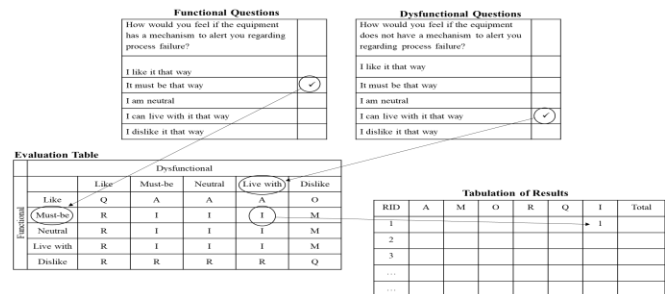 Functional Questions
How would you feel if the equipment
has a mechanism to alert you regarding
process failure?
I like it that way
It must be that way ✓
I am neutral
I can live with it that way
I dislike it that way
Dysfunctional Questions
How would you feel if the equipment
does not have a mechanism to alert you
regarding process failure?
I like it that way
It must be that way
I am neutral
I can live with it that way ✓
I dislike it that way
Evaluation Table
Dysfunctional
Like Must-be Neutral Live with Dislike
Functional
Like Q A A A O
Must-be R I I I M
Neutral R I I I M
Live with R I I I M
Dislike R R R R Q
Tabulation of Results
RID A M O R Q I Total
1 1
2
3
...
...